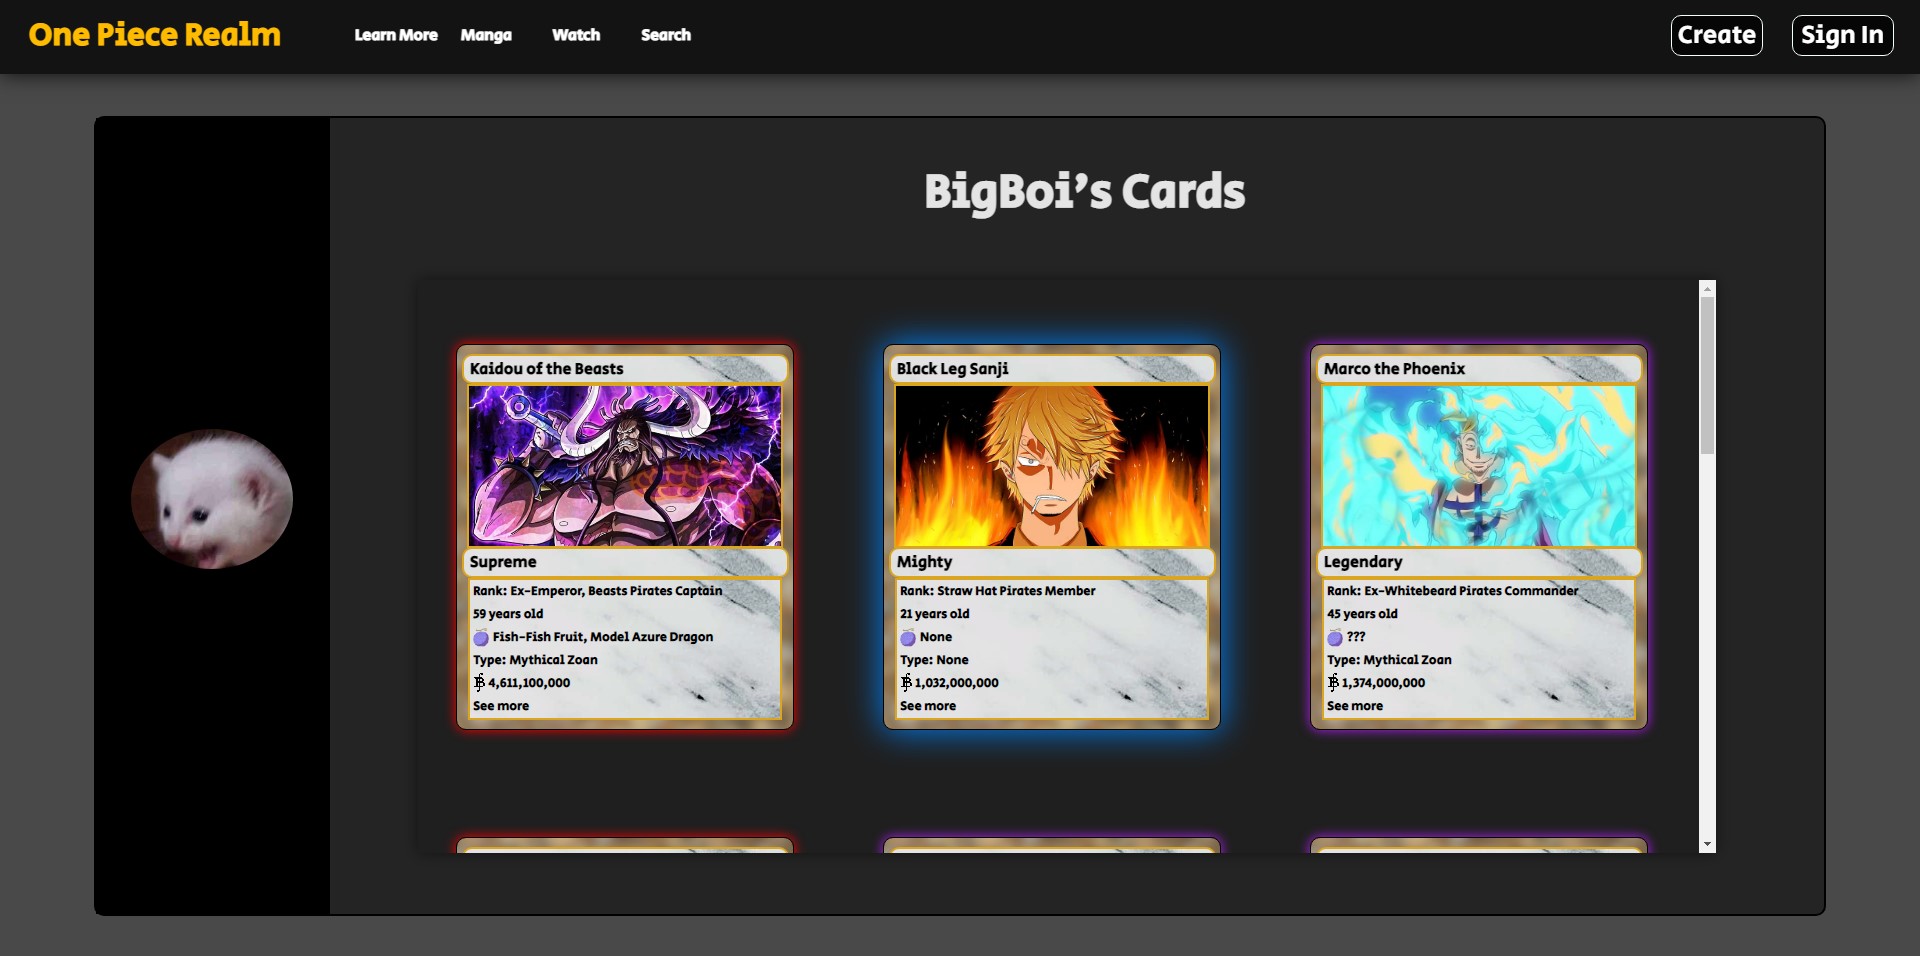 One Piece Realm
Learn More
Manga
Watch
Search
Create
Sign In
BigBoi's Cards
Kaidou of the Beasts
Supreme
Rank: Ex-Emperor, Beasts Pirates Captain
59 years old
Fish-Fish Fruit, Model Azure Dragon
Type: Mythical Zoan
฿ 4,611,100,000
See more
Black Leg Sanji
Mighty
Rank: Straw Hat Pirates Member
21 years old
None
Type: None
฿ 1,032,000,000
See more
Marco the Phoenix
Legendary
Rank: Ex-Whitebeard Pirates Commander
45 years old
???
Type: Mythical Zoan
฿ 1,374,000,000
See more